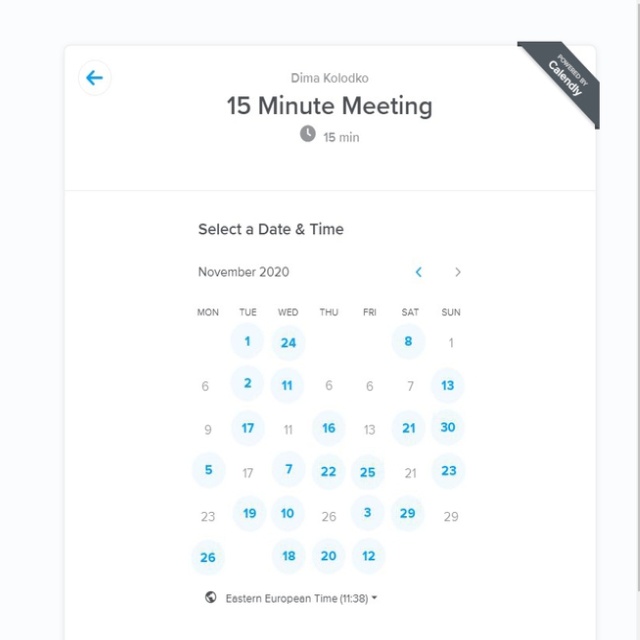 POWERED BY
Calendly
Dima Kolodko
15 Minute Meeting
15 min
Select a Date & Time
November 2020
MON TUE WED THU FRI SAT SUN
1 24 8 1
6 2 11 6 6 7 13
9 17 11 16 13 21 30
5 17 7 22 25 21 23
23 19 10 26 3 29 29
26 18 20 12
Eastern European Time (11:38)